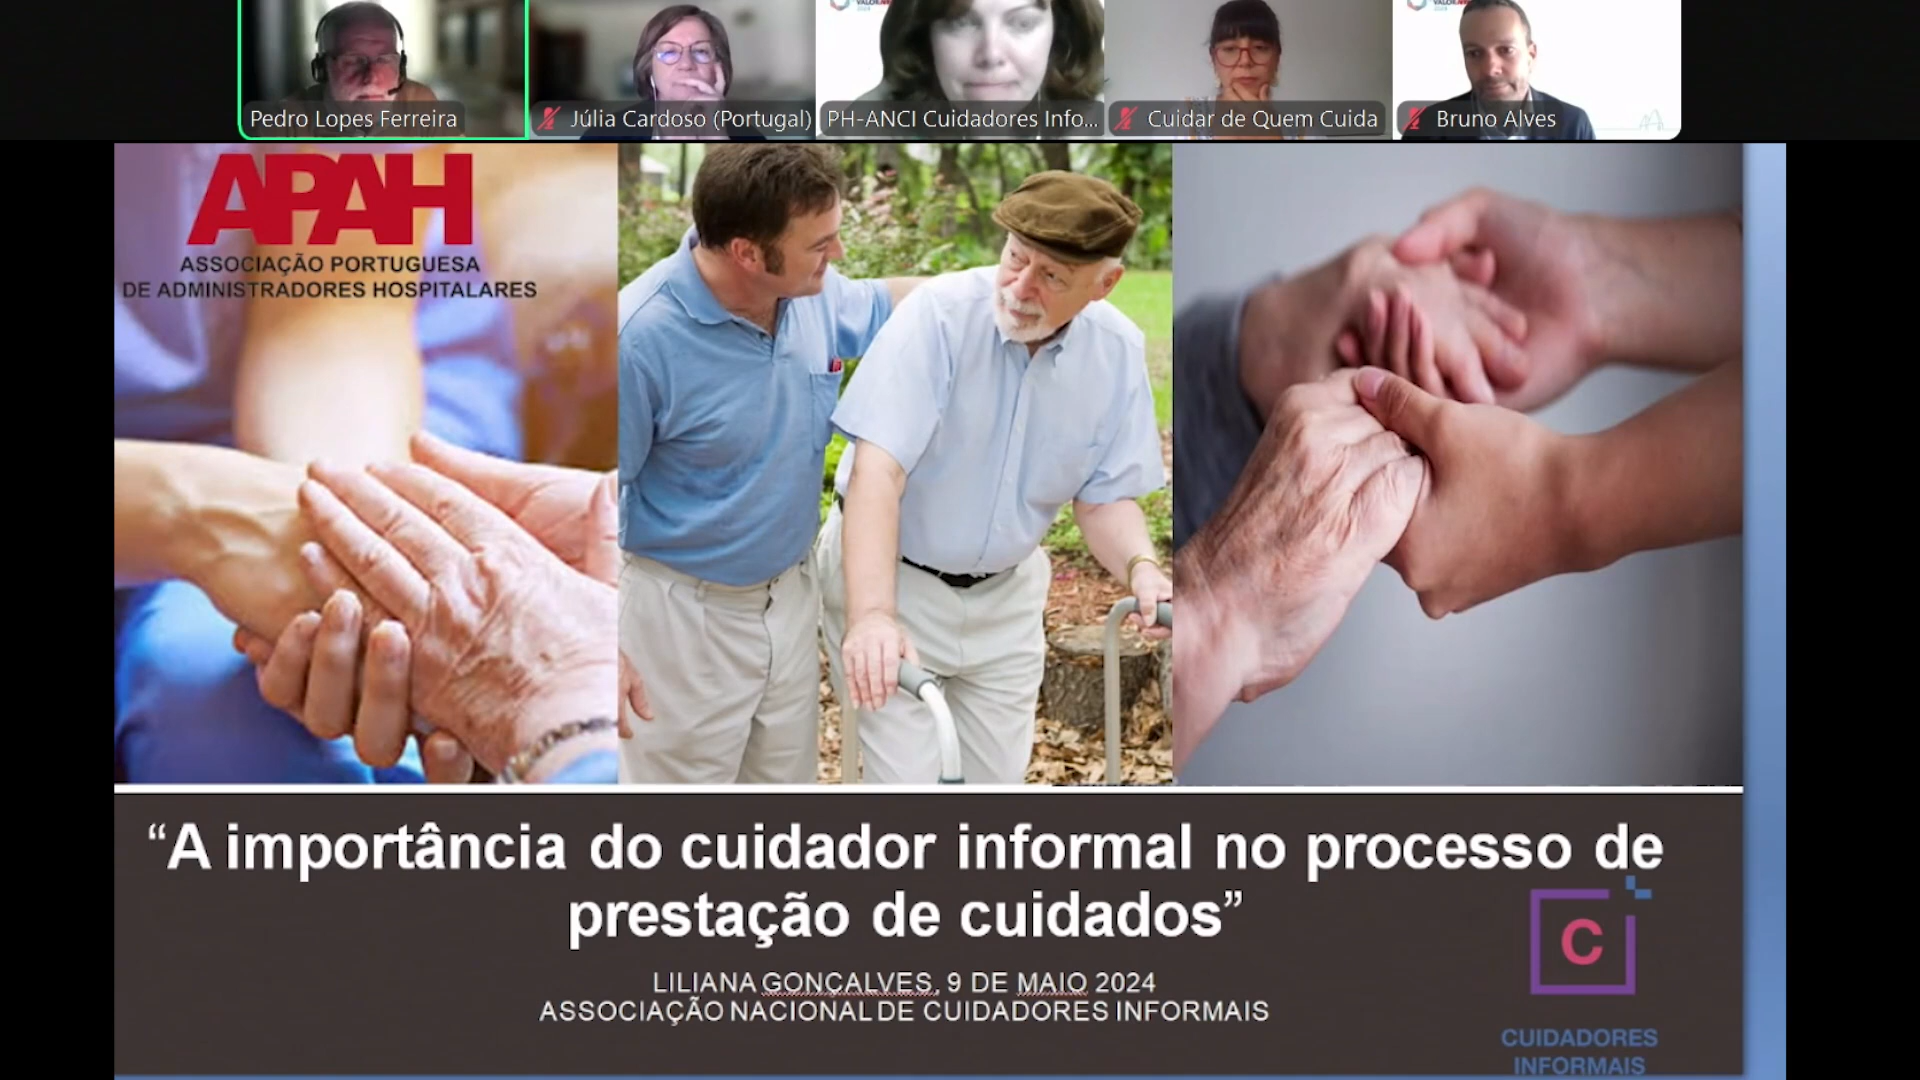 Pedro Lopes Ferreira
Júlia Cardoso (Portugal)
PH-ANCI Cuidadores Info...
Cuidar de Quem Cuida
Bruno Alves
APAH
ASSOCIAÇÃO PORTUGUESA
DE ADMINISTRADORES HOSPITALARES
“A importância do cuidador informal no processo de
prestação de cuidados”
LILIANA GONÇALVES, 9 DE MAIO 2024
ASSOCIAÇÃO NACIONAL DE CUIDADORES INFORMAIS
C
CUIDADORES
INFORMAIS